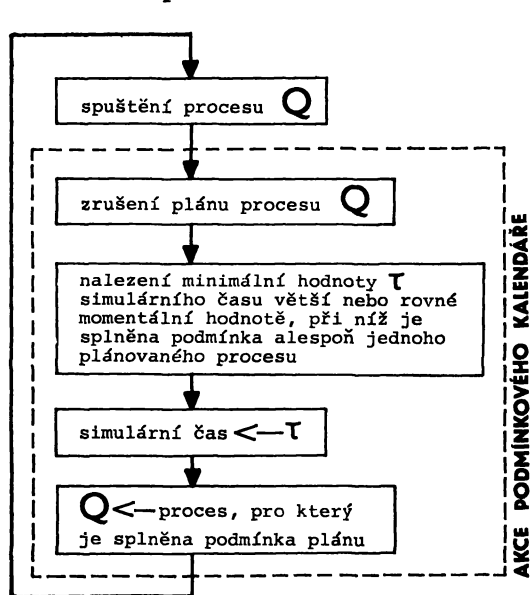 spuštění procesu Q
zrušení plánu procesu Q
nalezení minimální hodnoty τ
simulárního času větší nebo rovné
momentální hodnotě, při níž je
splněna podmínka alespoň jednoho
plánovaného procesu
simulární čas <— τ
Q <— proces, pro který
je splněna podmínka plánu
AKCE PODMÍNKOVÉHO KALENDÁŘE